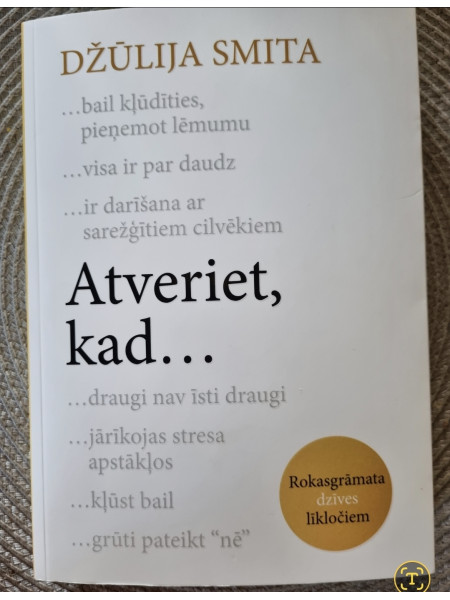 DŽŪLIJA SMITA
...bail kļūdīties,
pieņemot lēmumu
...visa ir par daudz
...ir darīšana ar
sarežģītiem cilvēkiem
Atveriet,
kad...
...draugi nav īsti draugi
...jārīkojas stresa
apstākļos
...kļūst bail
...grūti pateikt “nē”
Rokasgrāmata
dzīves
līkločiem
T